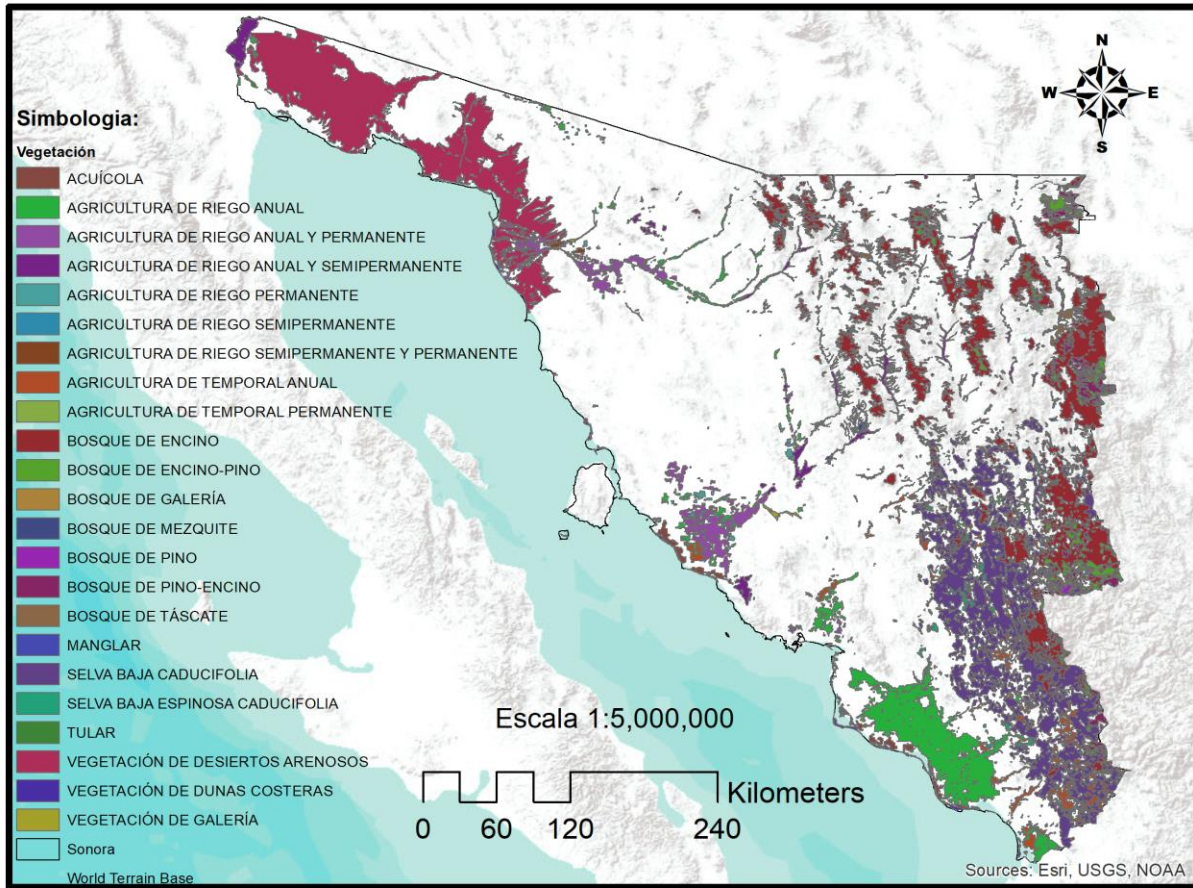 N
W
E
S
Simbologia:
Vegetación
ACUÍCOLA
AGRICULTURA DE RIEGO ANUAL
AGRICULTURA DE RIEGO ANUAL Y PERMANENTE
AGRICULTURA DE RIEGO ANUAL Y SEMIPERMANENTE
AGRICULTURA DE RIEGO PERMANENTE
AGRICULTURA DE RIEGO SEMIPERMANENTE
AGRICULTURA DE RIEGO SEMIPERMANENTE Y PERMANENTE
AGRICULTURA DE TEMPORAL ANUAL
AGRICULTURA DE TEMPORAL PERMANENTE
BOSQUE DE ENCINO
BOSQUE DE ENCINO-PINO
BOSQUE DE GALERÍA
BOSQUE DE MEZQUITE
BOSQUE DE PINO
BOSQUE DE PINO-ENCINO
BOSQUE DE TÁSCATE
MANGLAR
SELVA BAJA CADUCIFOLIA
SELVA BAJA ESPINOSA CADUCIFOLIA
TULAR
VEGETACIÓN DE DESIERTOS ARENOSOS
VEGETACIÓN DE DUNAS COSTERAS
VEGETACIÓN DE GALERÍA
Sonora
World Terrain Base
Escala 1:5,000,000
Kilometers
0 60 120 240
Sources: Esri, USGS, NOAA